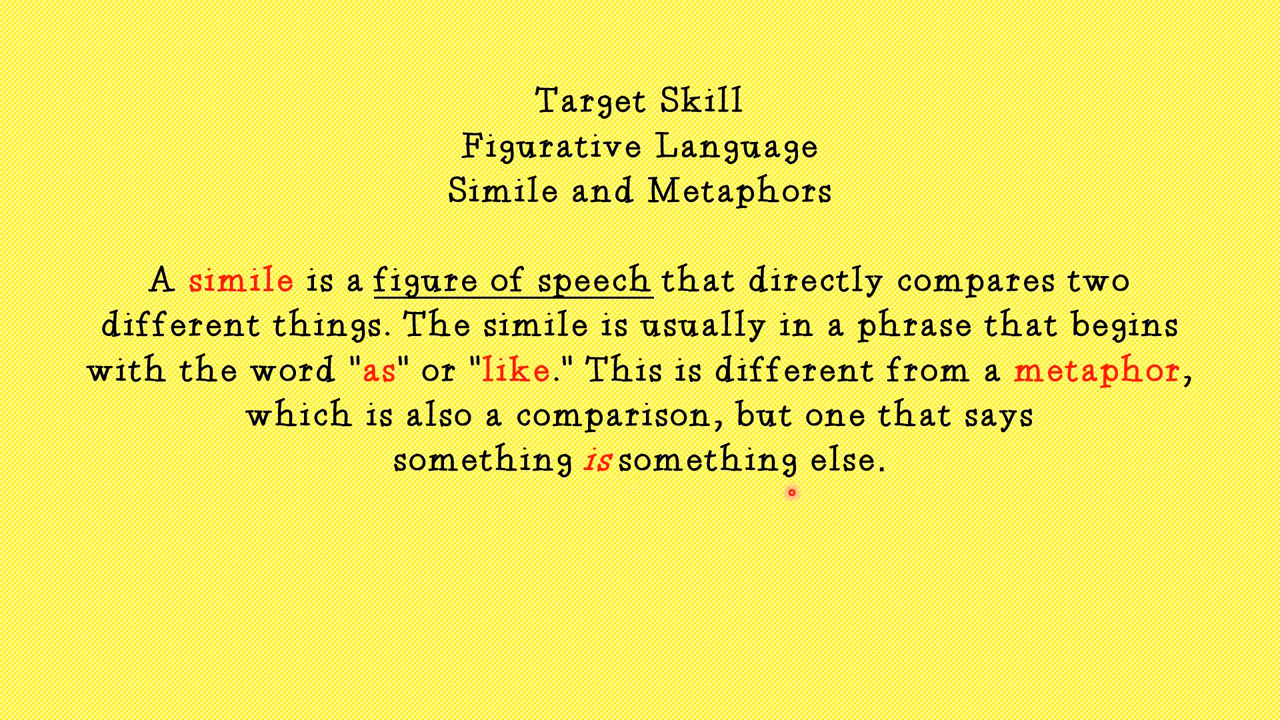 Target Skill
Figurative Language
Simile and Metaphors
A simile is a figure of speech that directly compares two
different things. The simile is usually in a phrase that begins
with the word "as" or "like." This is different from a metaphor,
which is also a comparison, but one that says
something is something else.